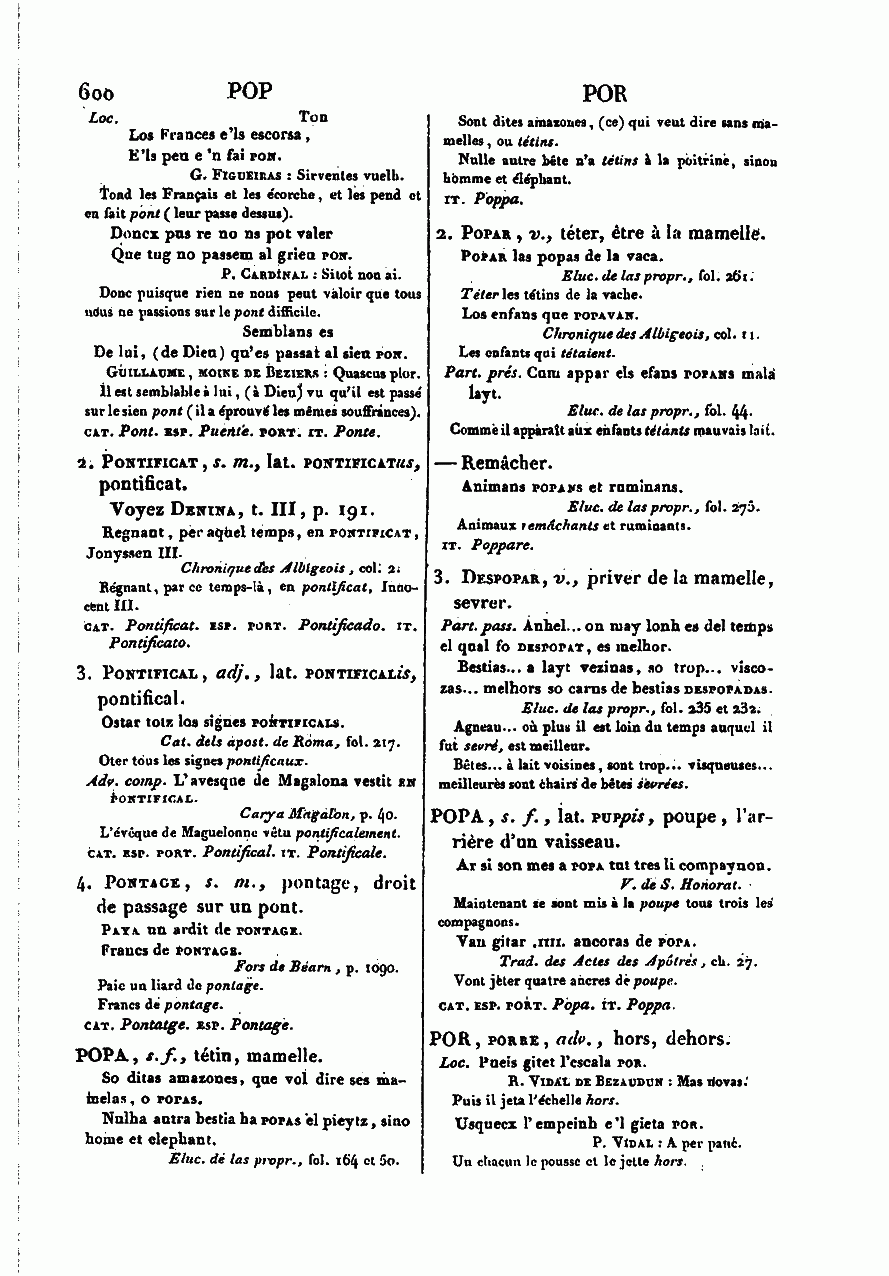 600 POP POR
Loc. Ton
Los Frances e'ls escorsa,
E'ls pen e 'n fai PON.
G. FIGUEIRAS : Sirventes vuelh.
Tond les Français et les écorche, et les pend et
en fait pont (leur passe dessus).
Doncx pus re no ns pot valer
Que tug no passem al grieu PON.
P. CARDINAL : Sitot non ai.
Donc puisque rien ne nous peut valoir que tous
nous ne passions sur le pont difficile.
Semblans es
De lui, (de Dieu) qu'es passat al sieu PON.
GUILLAUME, MOINE DE BEZIERS : Quascus plor.
Il est semblable à lui, (à Dieu) vu qu'il est passé
sur le sien pont (il a éprouvé les mêmes souffrances).
CAT. Pont. ESP. Puente. PORT. IT. Ponte.
2. PONTIFICAT, s. m., lat. PONTIFICATus,
pontificat.
Voyez DENINA, t. III, p. 191.
Regnant, per aquel temps, en PONTIFICAT,
Jonyssen III.
Chronique des Albigeois, col. 2.
Régnant, par ce temps-là, en pontificat, Inno-
cent III.
CAT. Pontificat. ESP. PORT. Pontificado. IT.
Pontificato.
3. PONTIFICAL, adj., lat. PONTIFICALis,
pontifical.
Ostar totz los signes PONTIFICALS.
Cat. dels apost. de Roma, fol. 217.
Oter tous les signes pontificaux.
Adv. comp. L'avesque de Magalona vestit EN
PONTIFICAL.
Carya Magalon, p. 40.
L'évêque de Maguelonne vêtu pontificalement.
CAT. ESP. PORT. Pontifical. IT. Pontificale.
4. PONTAGE, s. m., pontage, droit
de passage sur un pont.
PAYA un ardit de PONTAGE.
Francs de PONTAGE.
Fors de Béarn, p. 1090.
Paie un liard de pontage.
Francs de pontage.
CAT. Pontatge. ESP. Pontage.
POPA, s. f., tétin, mamelle.
So ditas amazones, que vol dire ses ma-
melas, o POPAS.
Nulha autra bestia ha POPAS el pieytz, sino
home et elephant.
Eluc. de las propr., fol. 164 et 50.
Sont dites amazones, (ce) qui veut dire sans ma-
melles, ou tétins.
Nulle autre bête n'a tétins à la poitrine, sinon
homme et éléphant.
IT. Poppa.
2. POPAR, v., téter, être à la mamelle.
POPAR las popas de la vaca.
Eluc. de las propr., fol. 261.
Téter les tétins de la vache.
Los enfans que POPAVAN.
Chronique des Albigeois, col. 11.
Les enfants qui tétaient.
Part. prés. Cum appar els efans POPANS mala
layt.
Eluc. de las propr., fol. 44.
Comme il apparaît aux enfants tétants mauvais lait.
— Remâcher.
Animans POPANS et ruminans.
Eluc. de las propr., fol. 275.
Animaux remâchants et ruminants.
IT. Poppare.
3. DESPOPAR, v., priver de la mamelle,
sevrer.
Part. pass. Anhel... on may lonh es del temps
el qual fo DESPOPAT, es melhor.
Bestias... a layt vezinas, so trop... visco-
zas... melhors so carns de bestias DESPOPADAS.
Eluc. de las propr., fol. 235 et 232.
Agneau... où plus il est loin du temps auquel il
fut sevré, est meilleur.
Bêtes... à lait voisines, sont trop... visqueuses...
meilleures sont chairs de bêtes sevrées.
POPA, s. f., lat. PUPpis, poupe, l'ar-
rière d'un vaisseau.
Ar si son mes a POPA tut tres li compaynon.
V. de S. Honorat.
Maintenant se sont mis à la poupe tous trois les
compagnons.
Van gitar .IIII. ancoras de POPA.
Trad. des Actes des Apôtres, ch. 27.
Vont jeter quatre ancres de poupe.
CAT. ESP. PORT. Popa. IT. Poppa.
POR, PORRE, adv., hors, dehors.
Loc. Pueis gitet l'escala POR.
R. VIDAL DE BEZAUDUN : Mas novas.
Puis il jeta l'échelle hors.
Usquecx l'empeinh e'l gieta POR.
P. VIDAL : A per pauc.
Un chacun le pousse et le jette hors.